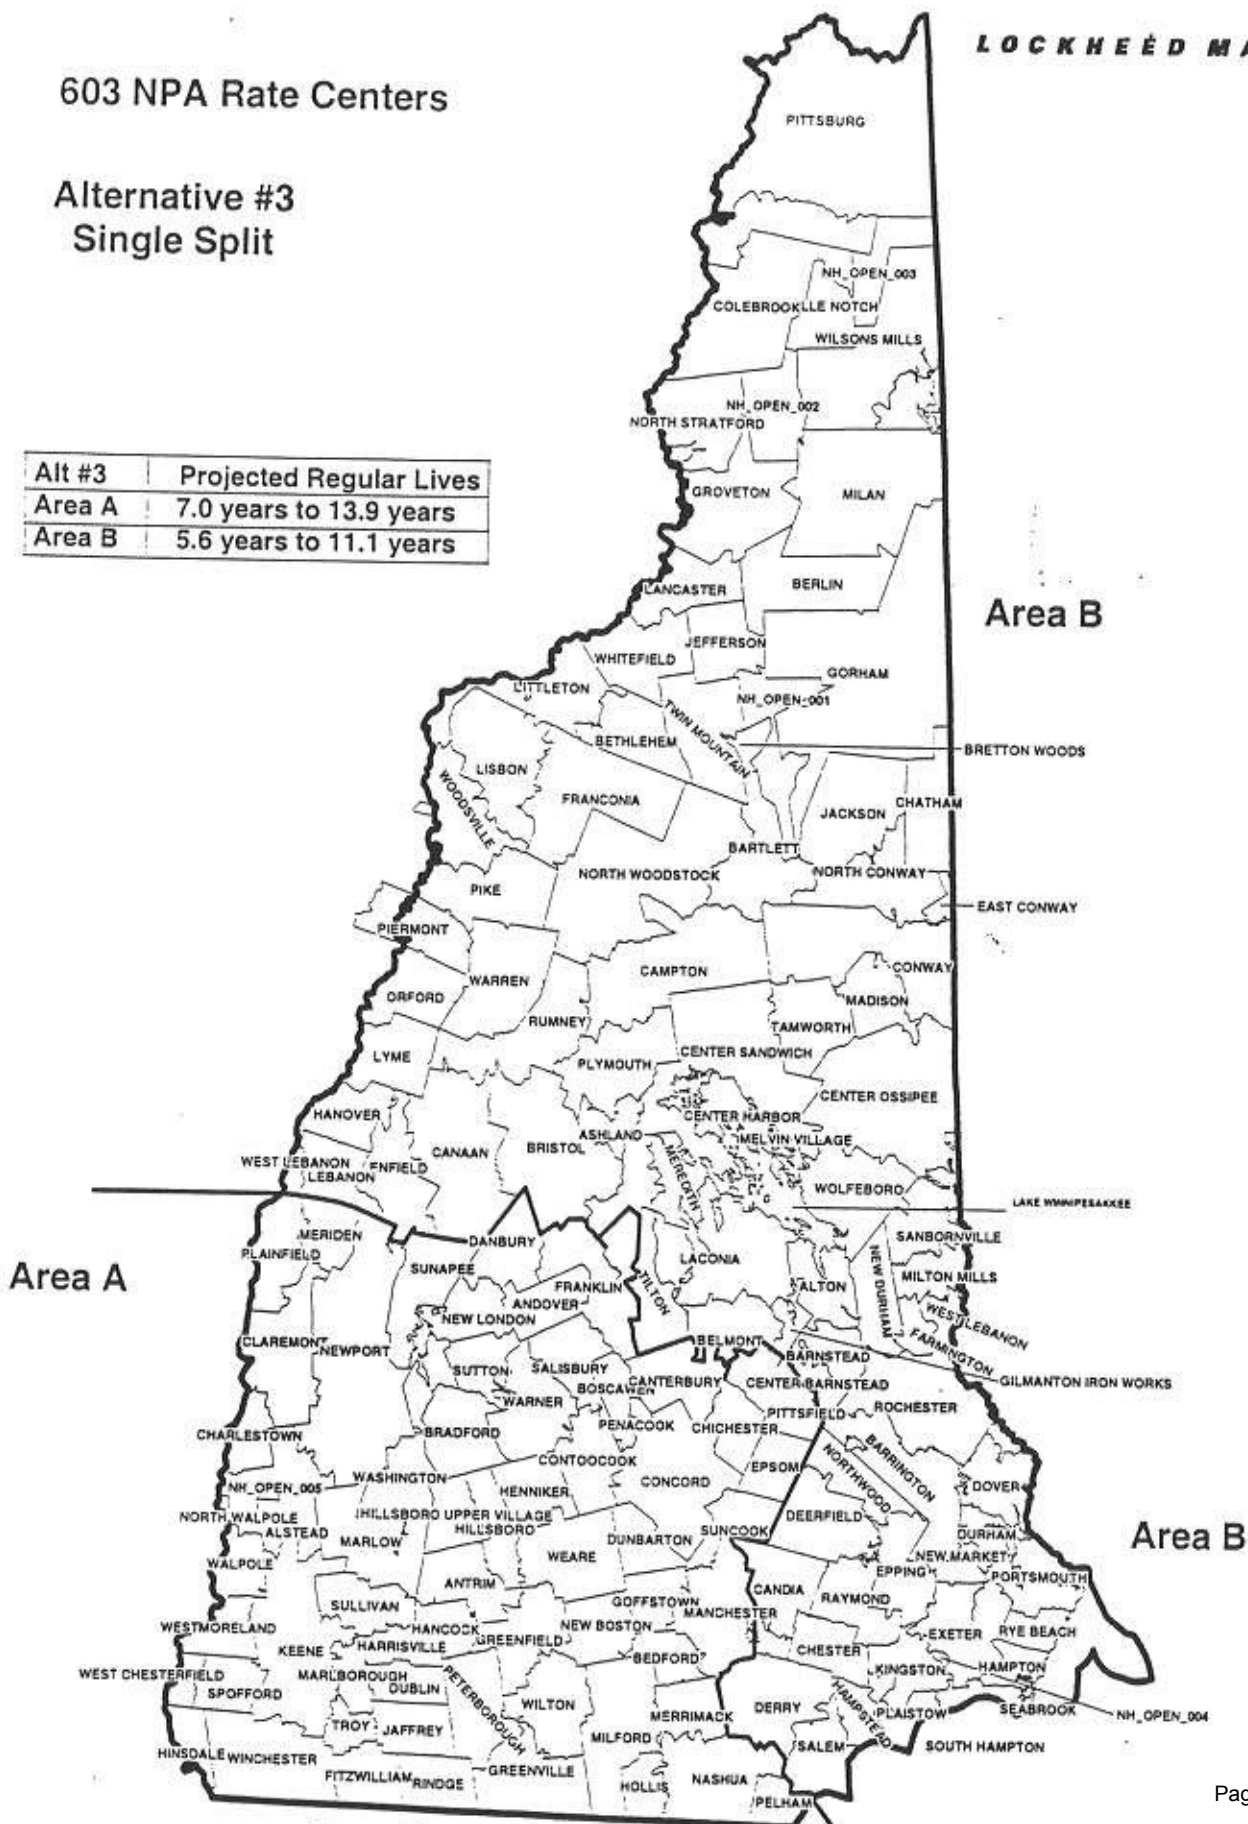 LOCKHEED MA
603 NPA Rate Centers
Alternative #3
Single Split
PITTSBURG
NH_OPEN_003
COLEBROOK
LLE NOTCH
WILSONS MILLS
NH_OPEN_002
NORTH STRATFORD
Alt #3 Projected Regular Lives
Area A 7.0 years to 13.9 years
Area B 5.6 years to 11.1 years
GROVETON
MILAN
LANCASTER
BERLIN
Area B
JEFFERSON
WHITEFIELD
GORHAM
LITTLETON
NH_OPEN_001
TWIN MOUNTAIN
BETHLEHEM
BRETTON WOODS
LISBON
WOODSVILLE
FRANCONIA
CHATHAM
JACKSON
BARTLETT
NORTH WOODSTOCK
NORTH CONWAY
PIKE
EAST CONWAY
PIERMONT
CONWAY
CAMPTON
WARREN
ORFORD
MADISON
RUMNEY
TAMWORTH
LYME
PLYMOUTH
CENTER SANDWICH
CENTER OSSIPEE
HANOVER
CENTER HARBOR
ASHLAND
MELVIN VILLAGE
CANAAN
BRISTOL
WEST LEBANON
LEBANON
ENFIELD
MEREDITH
WOLFEBORO
LAKE WINNIPESAKKEE
MERIDEN
SANBORNVILLE
PLAINFIELD
DANBURY
Area A
SUNAPEE
LACONIA
NEW DURHAM
MILTON MILLS
FRANKLIN
TILTON
ALTON
ANDOVER
NEW LONDON
WEST LEBANON
CLAREMONT
NEWPORT
BELMONT
FARMINGTON
BARNSTEAD
SUTTON
SALISBURY
CANTERBURY
CENTER BARNSTEAD
GILMANTON IRON WORKS
BOSCAWEN
WARNER
PITTSFIELD
ROCHESTER
PENACOOK
CHICHESTER
CHARLESTOWN
BRADFORD
BARRINGTON
CONTOOCOOK
EPSOM
NORTHWOOD
WASHINGTON
CONCORD
NH_OPEN_005
HENNIKER
DOVER
NORTH WALPOLE
HILLSBORO UPPER VILLAGE
DEERFIELD
ALSTEAD
HILLSBORO
SUNCOOK
DURHAM
Area B
MARLOW
DUNBARTON
WALPOLE
WEARE
NEW MARKET
EPPING
PORTSMOUTH
ANTRIM
CANDIA
RAYMOND
SULLIVAN
GOFFSTOWN
MANCHESTER
WESTMORELAND
HANCOCK
NEW BOSTON
EXETER
RYE BEACH
KEENE
HARRISVILLE
GREENFIELD
BEDFORD
CHESTER
HAMPTON
WEST CHESTERFIELD
MARLBOROUGH
DUBLIN
KINGSTON
SPOFFORD
PETERBOROUGH
WILTON
DERRY
HAMPSTEAD
PLAISTOW
SEABROOK
NH_OPEN_004
MERRIMACK
TROY
JAFFREY
MILFORD
SALEM
SOUTH HAMPTON
HINSDALE
WINCHESTER
GREENVILLE
FITZWILLIAM
RINDGE
HOLLIS
NASHUA
PELHAM
Pag